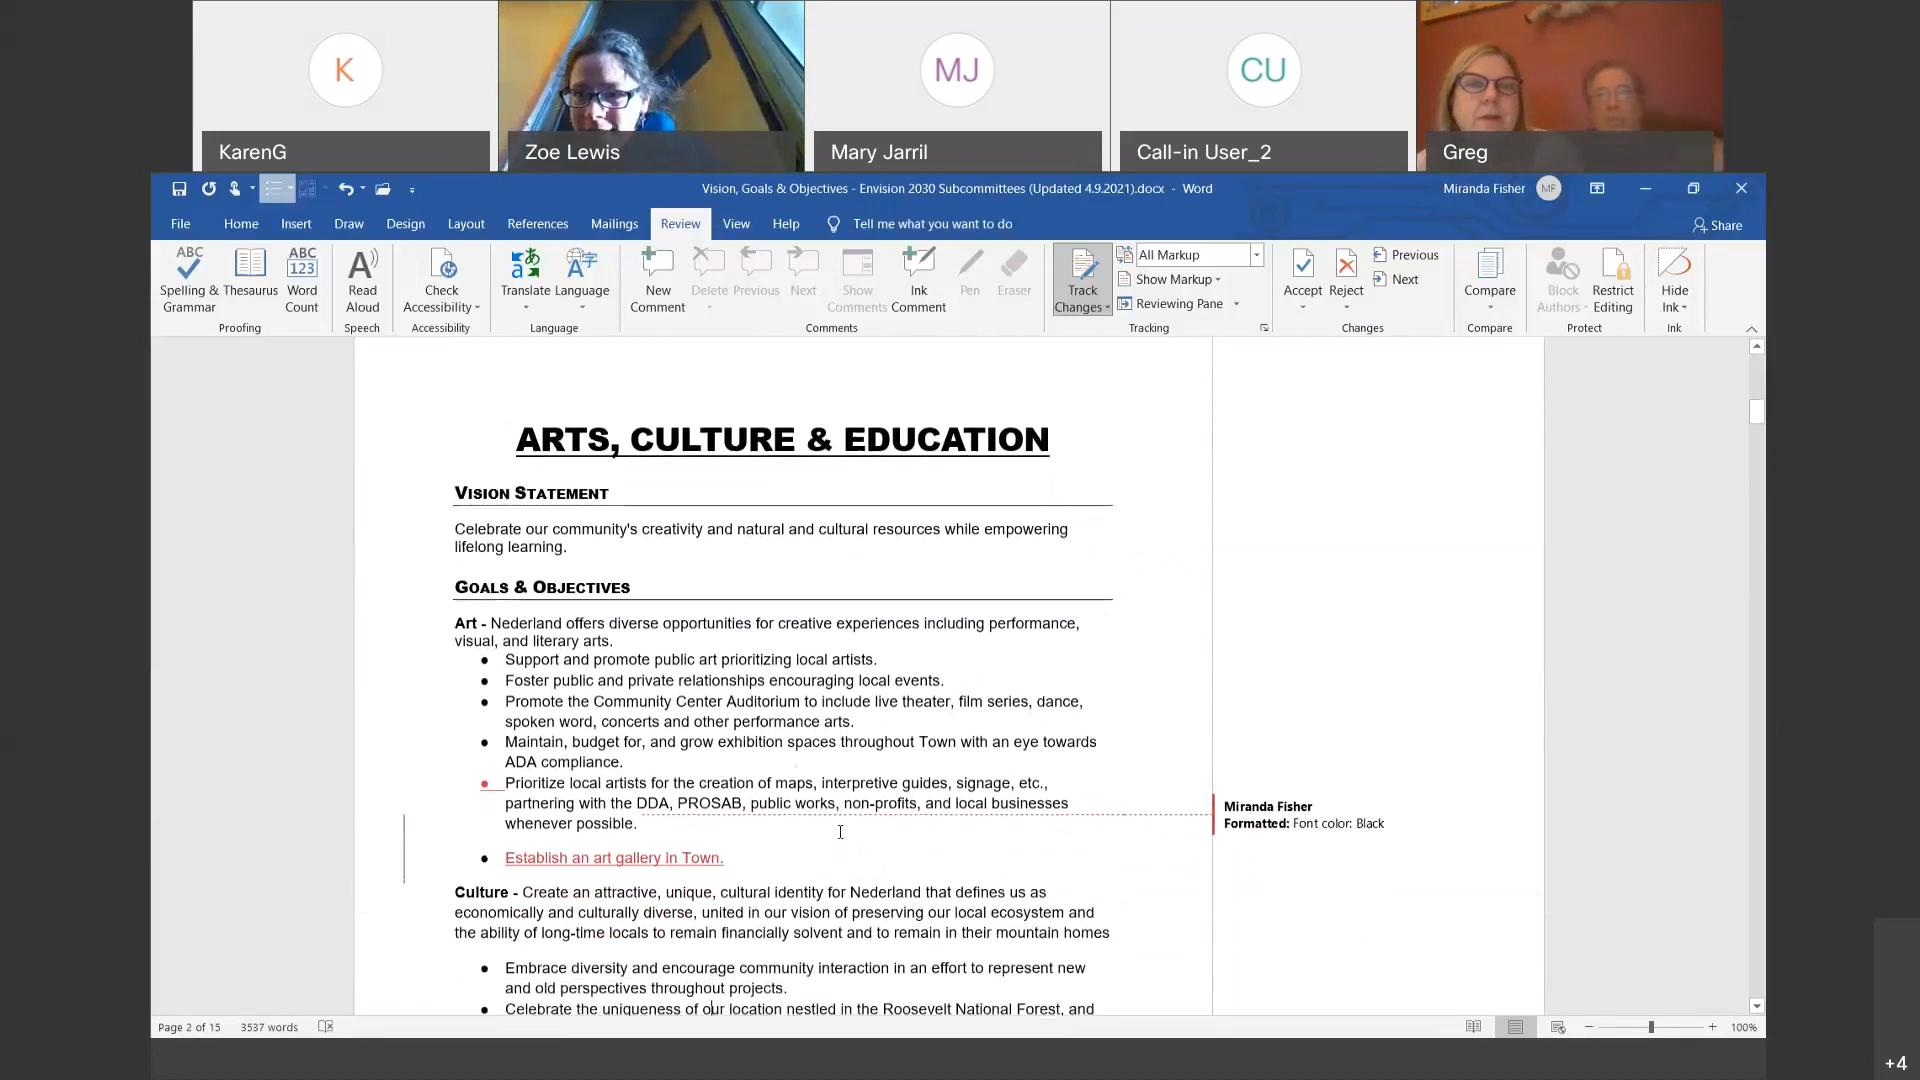 K
MJ
CU
KarenG
Zoe Lewis
Mary Jarril
Call-in User_2
Greg
Vision, Goals & Objectives - Envision 2030 Subcommittees (Updated 4.9.2021).docx - Word
Miranda Fisher
MF
File Home Insert Draw Design Layout References Mailings Review View Help Tell me what you want to do
Share
ABC
Spelling &
Grammar
Thesaurus
ABC
123
Word
Count
Proofing
A
Read
Aloud
Speech
Check
Accessibility
Accessibility
Translate
Language
Language
New
Comment
Delete
Previous
Next
Show
Comments
Ink
Comment
Pen
Eraser
Comments
Track
Changes
All Markup
Show Markup
Reviewing Pane
Tracking
Accept
Reject
Previous
Next
Changes
Compare
Compare
Block
Authors
Restrict
Editing
Protect
Hide
Ink
Ink
ARTS, CULTURE & EDUCATION
VISION STATEMENT
Celebrate our community's creativity and natural and cultural resources while empowering
lifelong learning.
GOALS & OBJECTIVES
Art - Nederland offers diverse opportunities for creative experiences including performance,
visual, and literary arts.
● Support and promote public art prioritizing local artists.
● Foster public and private relationships encouraging local events.
● Promote the Community Center Auditorium to include live theater, film series, dance,
spoken word, concerts and other performance arts.
● Maintain, budget for, and grow exhibition spaces throughout Town with an eye towards
ADA compliance.
● Prioritize local artists for the creation of maps, interpretive guides, signage, etc.,
partnering with the DDA, PROSAB, public works, non-profits, and local businesses
whenever possible.
Miranda Fisher
Formatted: Font color: Black
● Establish an art gallery in Town.
Culture - Create an attractive, unique, cultural identity for Nederland that defines us as
economically and culturally diverse, united in our vision of preserving our local ecosystem and
the ability of long-time locals to remain financially solvent and to remain in their mountain homes
● Embrace diversity and encourage community interaction in an effort to represent new
and old perspectives throughout projects.
● Celebrate the uniqueness of our location nestled in the Roosevelt National Forest, and
Page 2 of 15 3537 words
100%
+4